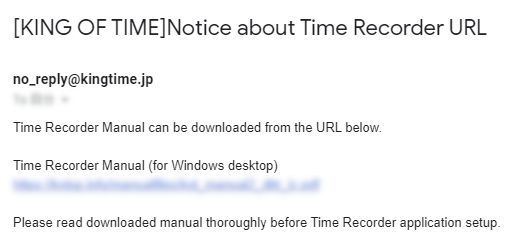 [KING OF TIME]Notice about Time Recorder URL
no_reply@kingtime.jp
Time Recorder Manual can be downloaded from the URL below.
Time Recorder Manual (for Windows desktop)
Please read downloaded manual thoroughly before Time Recorder application setup.